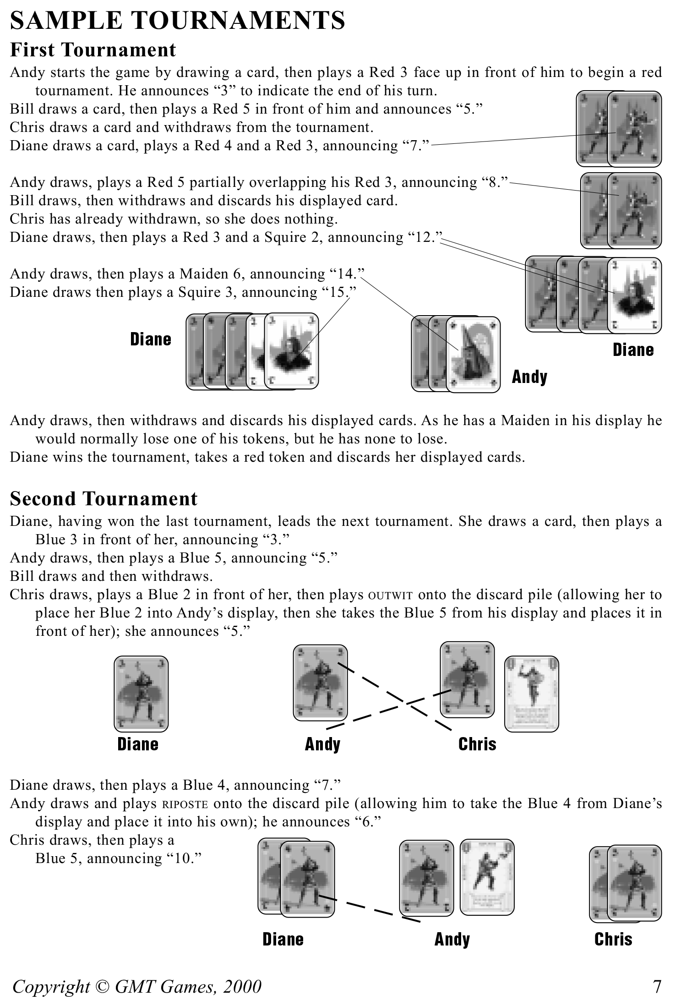 SAMPLE TOURNAMENTS
First Tournament
Andy starts the game by drawing a card, then plays a Red 3 face up in front of him to begin a red
tournament. He announces “3” to indicate the end of his turn.
Bill draws a card, then plays a Red 5 in front of him and announces “5.”
Chris draws a card and withdraws from the tournament.
Diane draws a card, plays a Red 4 and a Red 3, announcing “7.”
Andy draws, plays a Red 5 partially overlapping his Red 3, announcing “8.”
Bill draws, then withdraws and discards his displayed card.
Chris has already withdrawn, so she does nothing.
Diane draws, then plays a Red 3 and a Squire 2, announcing “12.”
Andy draws, then plays a Maiden 6, announcing “14.”
Diane draws then plays a Squire 3, announcing “15.”
Diane
Diane
Andy
Andy draws, then withdraws and discards his displayed cards. As he has a Maiden in his display he
would normally lose one of his tokens, but he has none to lose.
Diane wins the tournament, takes a red token and discards her displayed cards.
Second Tournament
Diane, having won the last tournament, leads the next tournament. She draws a card, then plays a
Blue 3 in front of her, announcing “3.”
Andy draws, then plays a Blue 5, announcing “5.”
Bill draws and then withdraws.
Chris draws, plays a Blue 2 in front of her, then plays OUTWIT onto the discard pile (allowing her to
place her Blue 2 into Andy’s display, then she takes the Blue 5 from his display and places it in
front of her); she announces “5.”
Diane
Andy
Chris
Diane draws, then plays a Blue 4, announcing “7.”
Andy draws and plays RIPOSTE onto the discard pile (allowing him to take the Blue 4 from Diane’s
display and place it into his own); he announces “6.”
Chris draws, then plays a
Blue 5, announcing “10.”
Diane
Andy
Chris
Copyright © GMT Games, 2000
7